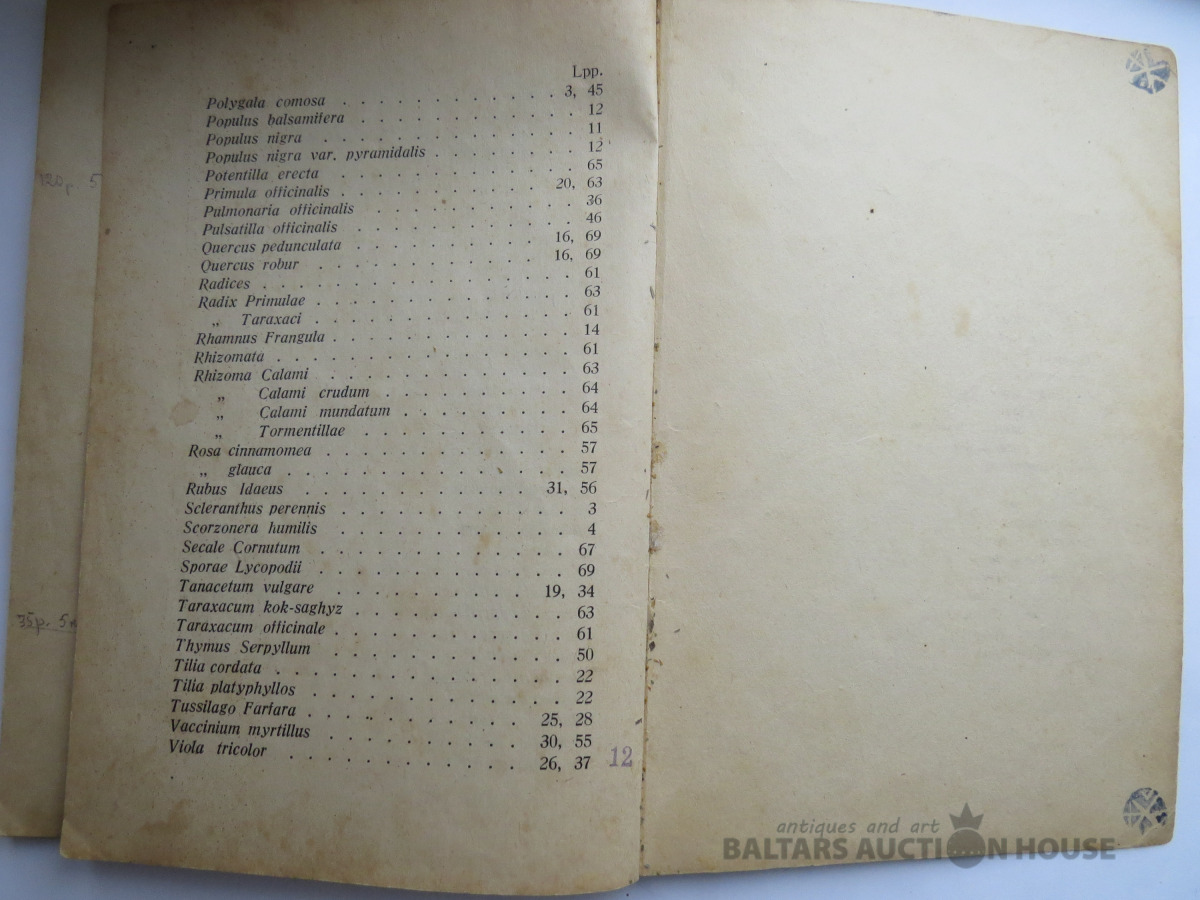 Lpp.
Polygala comosa . . . . . . . . . . . . 3, 45
Populus balsamifera . . . . . . . . . . . 12
Populus nigra . . . . . . . . . . . . 11
Populus nigra var. pyramidalis . . . . . . . 12
Potentilla erecta . . . . . . . . . . . . 65
Primula officinalis . . . . . . . . . . 20, 63
Pulmonaria officinalis . . . . . . . . . . 36
Pulsatilla officinalis . . . . . . . . . . . 46
Quercus pedunculata . . . . . . . . . 16, 69
Quercus robur . . . . . . . . . . . 16, 69
Radices . . . . . . . . . . . . . . . 61
Radix Primulae . . . . . . . . . . . . . 63
„ Taraxaci . . . . . . . . . . . . . 61
Rhamnus Frangula . . . . . . . . . . . . 14
Rhizomata . . . . . . . . . . . . . . . 61
Rhizoma Calami . . . . . . . . . . . . 63
„ Calami crudum . . . . . . . . . . 64
„ Calami mundatum . . . . . . . . . 64
„ Tormentillae . . . . . . . . . . . 65
Rosa cinnamomea . . . . . . . . . . . . 57
„ glauca . . . . . . . . . . . . . . 57
Rubus Idaeus . . . . . . . . . . . 31, 56
Scleranthus perennis . . . . . . . . . . . . 3
Scorzonera humilis . . . . . . . . . . . . 4
Secale Cornutum . . . . . . . . . . . . 67
Sporae Lycopodii . . . . . . . . . . . . 69
Tanacetum vulgare . . . . . . . . . . 19, 34
Taraxacum kok-saghyz . . . . . . . . . . . 63
Taraxacum officinale . . . . . . . . . . . . 61
Thymus Serpyllum . . . . . . . . . . . . 50
Tilia cordata . . . . . . . . . . . . . . 22
Tilia platyphyllos . . . . . . . . . . . . 22
Tussilago Farfara . . . . . . . . . . . 25, 28
Vaccinium myrtillus . . . . . . . . . 30, 55
Viola tricolor . . . . . . . . . . . 26, 37
12
120p. 5
35p. 5
antiques and art
BALTARS AUCTION HOUSE